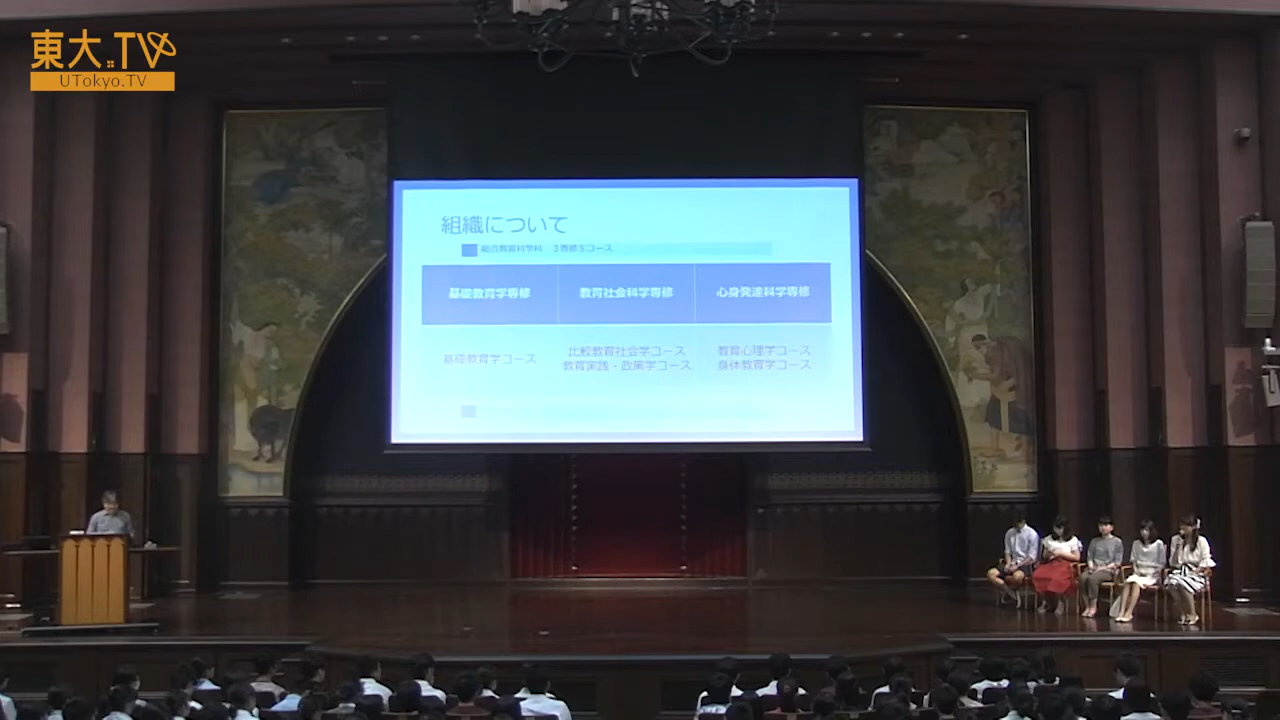 東大.TV
UTokyo.TV
組織について
総合教育科学科 3専修5コース
基礎教育学専修
教育社会科学専修
心身発達科学専修
基礎教育学コース
比較教育社会学コース
教育実践・政策学コース
教育心理学コース
身体教育学コース